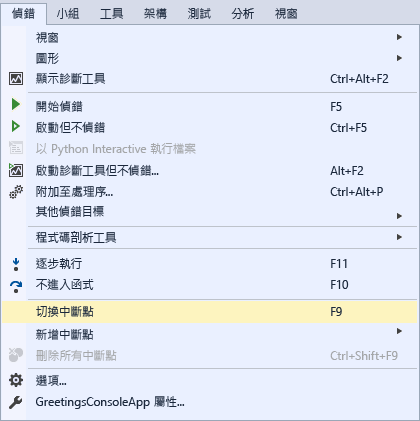 偵錯 小組 工具 架構 測試 分析 視窗
視窗
圖形
顯示診斷工具 Ctrl+Alt+F2
開始偵錯 F5
啟動但不偵錯 Ctrl+F5
以 Python Interactive 執行檔案
啟動診斷工具但不偵錯... Alt+F2
附加至處理序... Ctrl+Alt+P
其他偵錯目標
程式碼剖析工具
逐步執行 F11
不進入函式 F10
切換中斷點 F9
新增中斷點
刪除所有中斷點 Ctrl+Shift+F9
選項...
GreetingsConsoleApp 屬性...